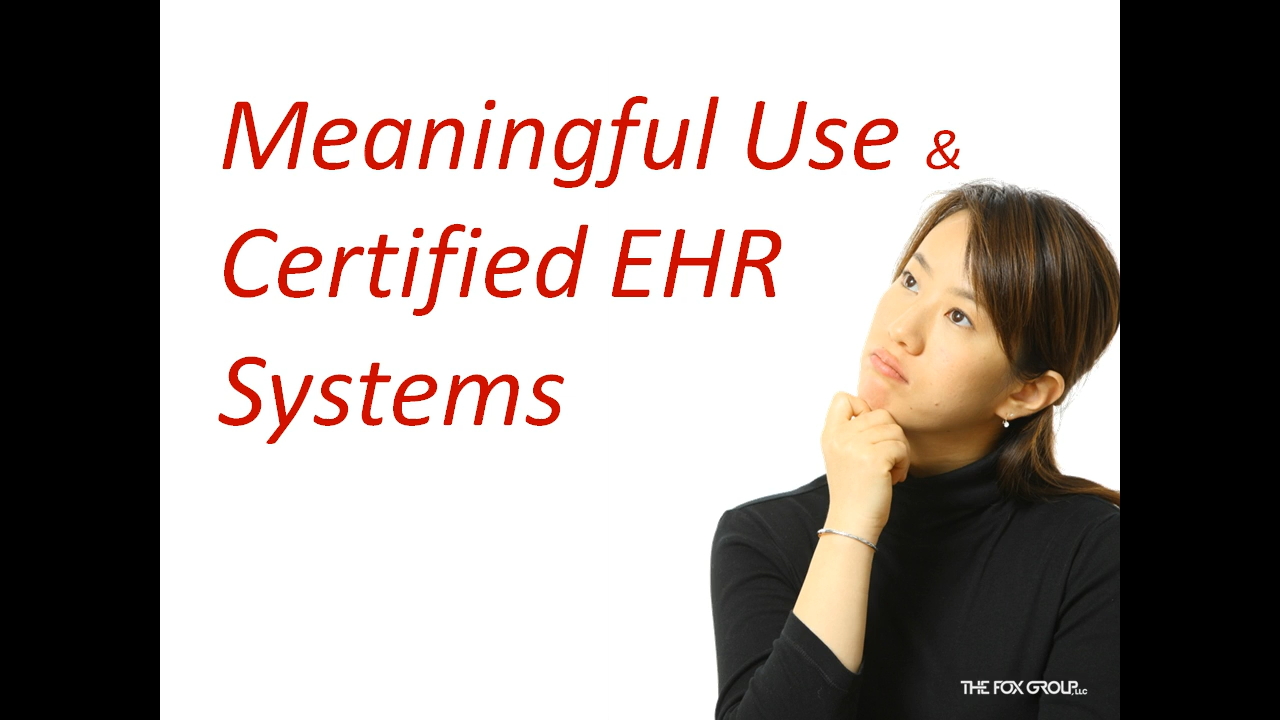 Meaningful Use &
Certified EHR
Systems
THE FOX GROUP, LLC